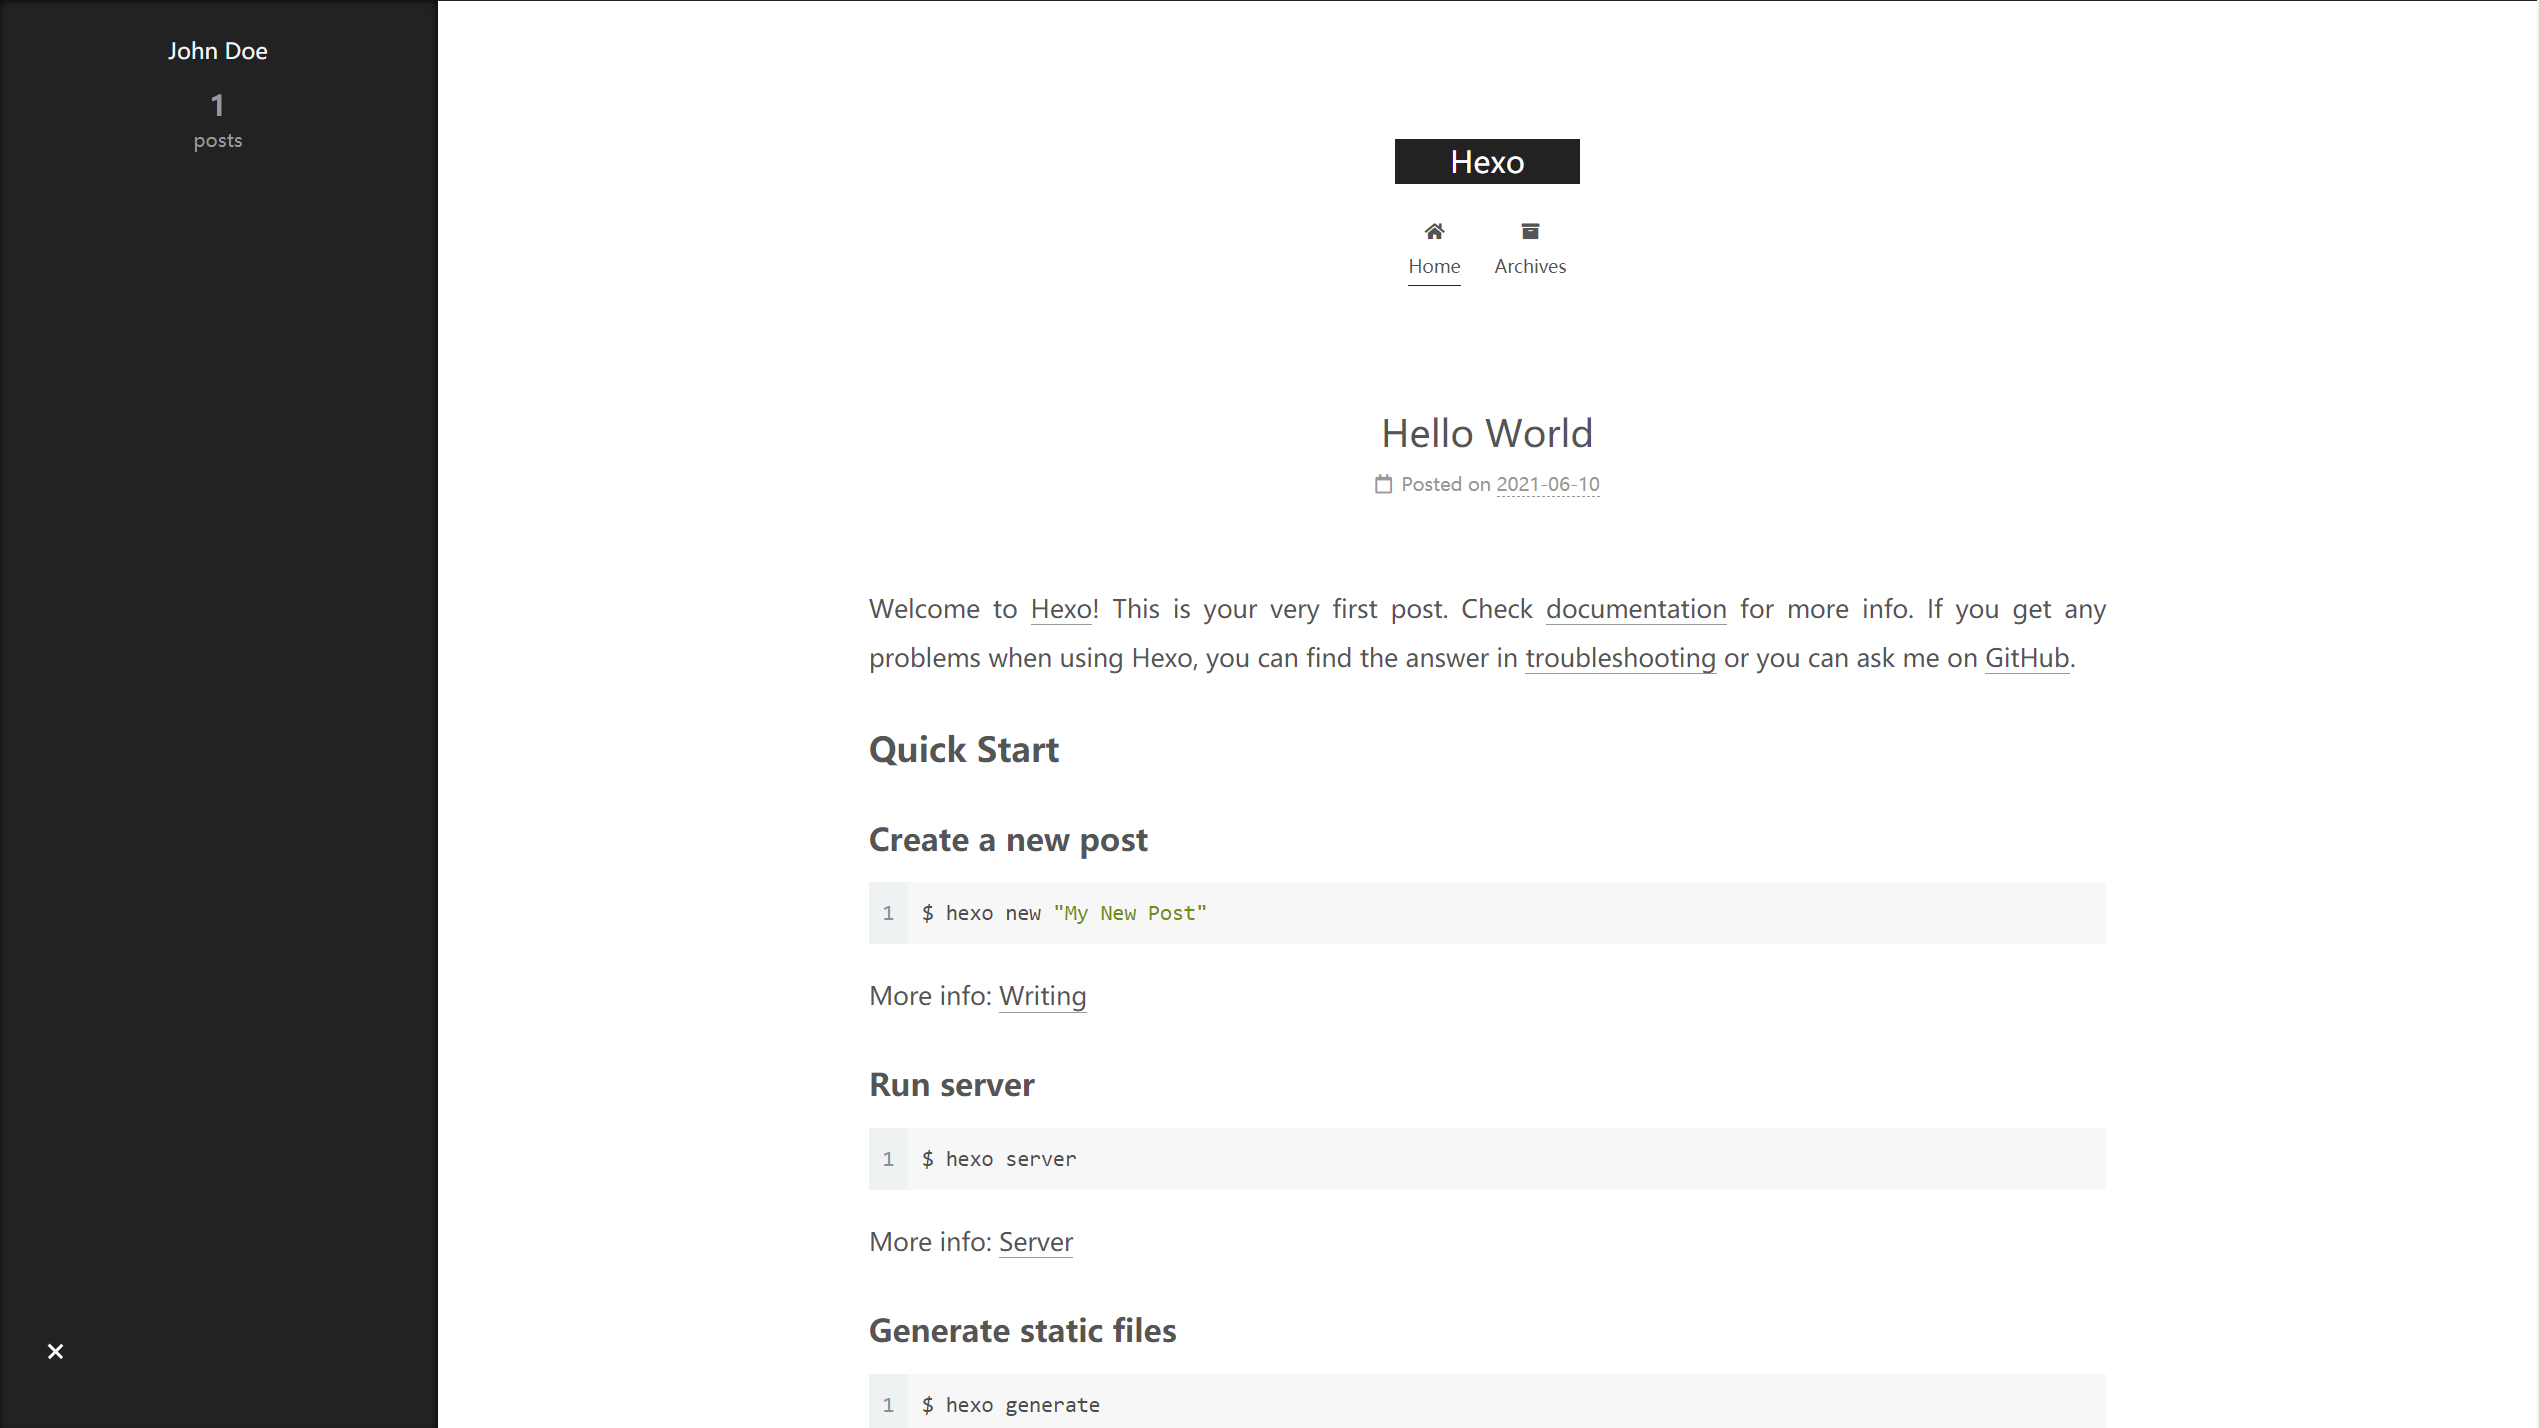 John Doe
1
posts
Hexo
Home Archives
Hello World
Posted on 2021-06-10
Welcome to Hexo! This is your very first post. Check documentation for more info. If you get any
problems when using Hexo, you can find the answer in troubleshooting or you can ask me on GitHub.
Quick Start
Create a new post
1 $ hexo new "My New Post"
More info: Writing
Run server
1 $ hexo server
More info: Server
Generate static files
1 $ hexo generate